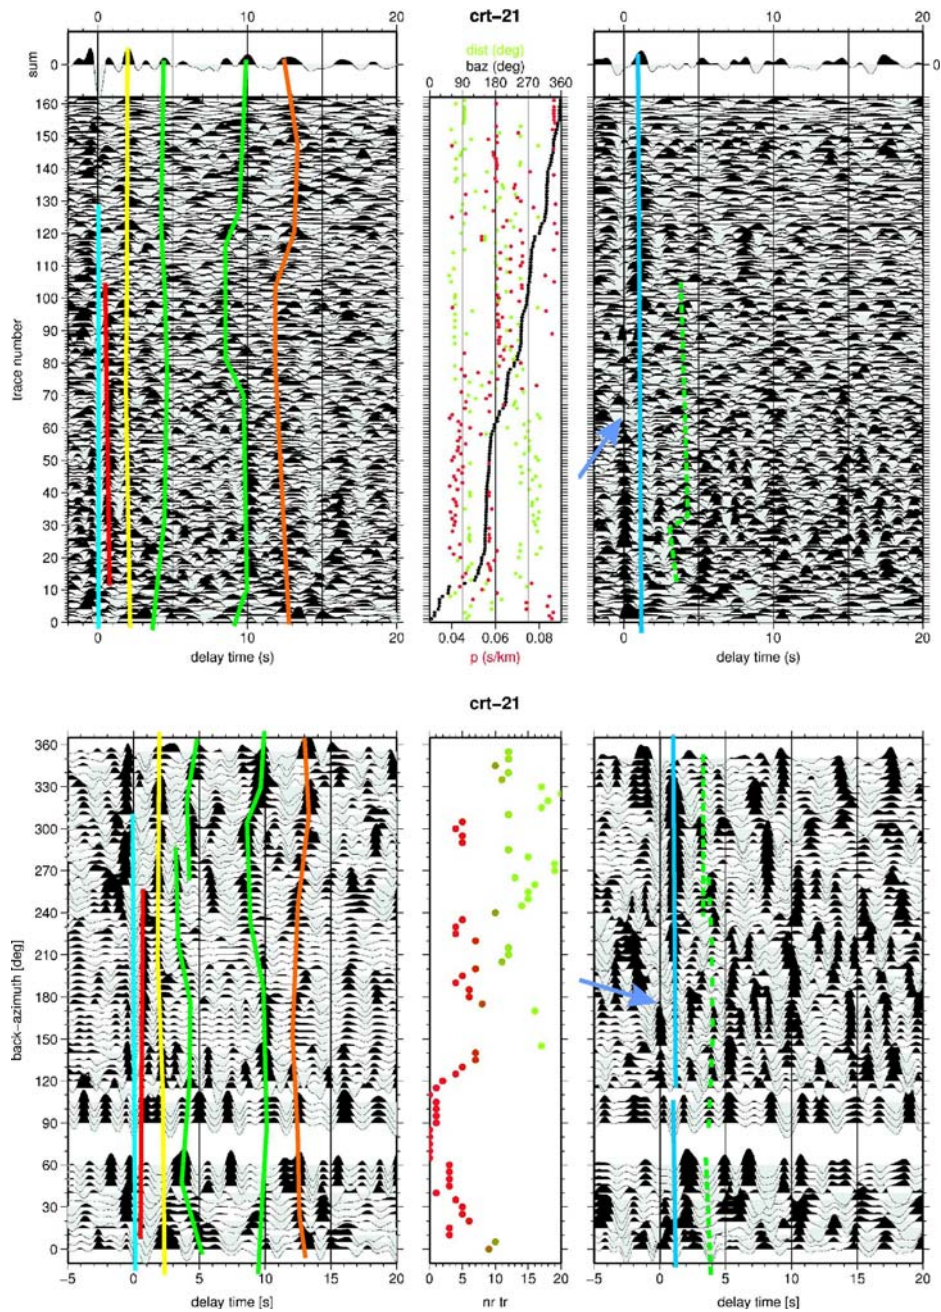 crt-21
0 10 20
0 10 20
dist (deg)
baz (deg)
0 90 180 270 360
sum
0
0
160
150
140
130
120
110
100
90
80
70
60
50
40
30
20
10
0
trace number
0 10 20
delay time (s)
0.04 0.06 0.08
p (s/km)
0 10 20
delay time (s)
crt-21
360
330
300
270
240
210
180
150
120
90
60
30
0
back-azimuth [deg]
-5 0 5 10 15 20
delay time [s]
0 5 10 15 20
nr tr
-5 0 5 10 15 20
delay time [s]